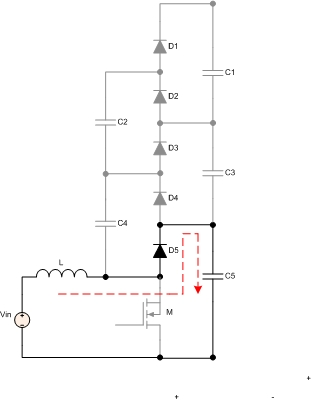 D1
C1
D2
C2
D3
C3
D4
C4
D5
L
C5
M
Vin
+
-
+
+ -